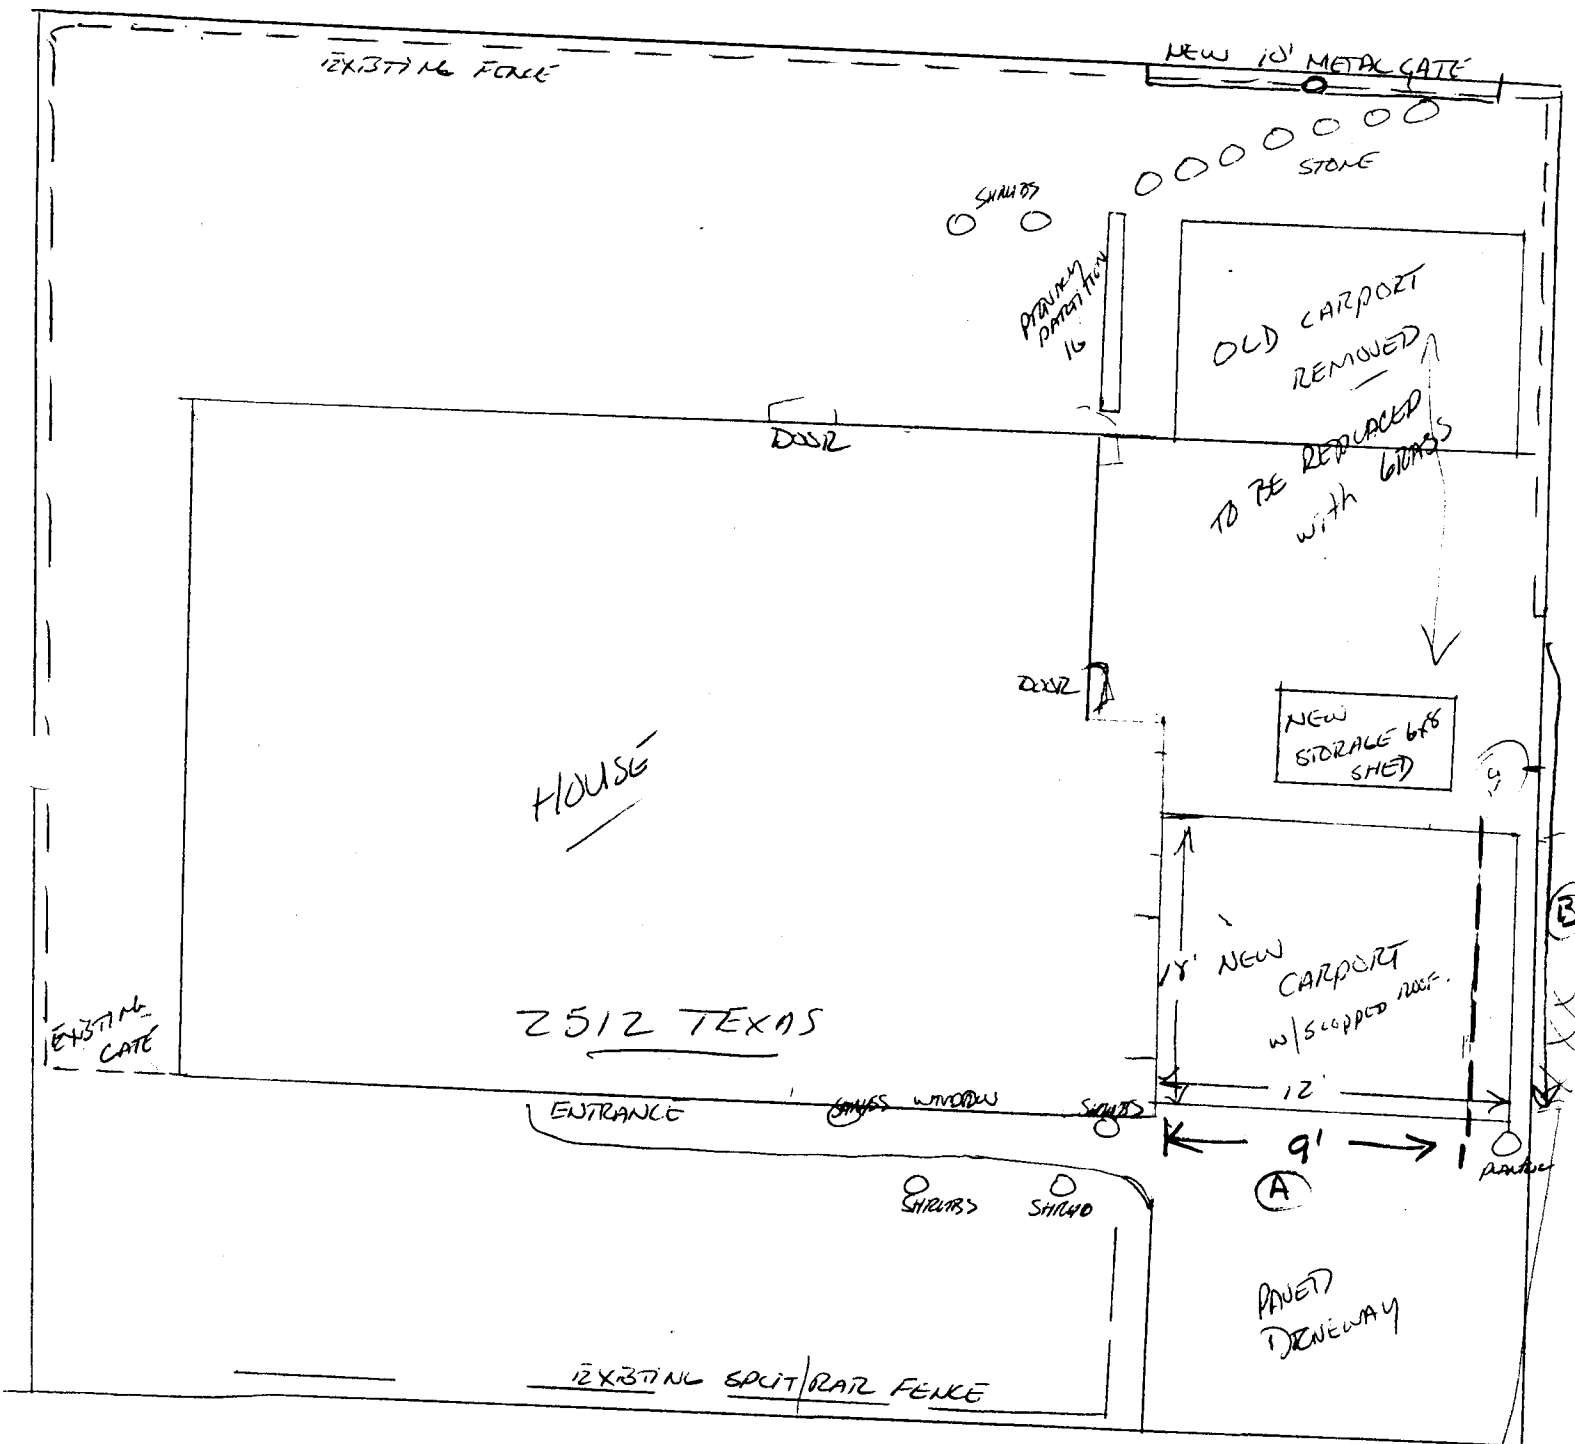 NEW 10' METAL GATE
EXISTING FENCE
STONE
SHRUBS
PRIVACY
PARTITION
16
OLD CARPORT
REMOVED
TO BE REPLACED
with GRASS
DOOR
DOOR
NEW
STORAGE 6x8
SHED
HOUSE
2512 TEXAS
18' NEW
CARPORT
w/SLOPPED ROOF.
B
EXISTING
GATE
12'
ENTRANCE
SHRUBS WINDOW
SHRUBS
9'
A
SHRUBS
SHRUB
PAVED
DRIVEWAY
EXISTING SPLIT RAIL FENCE